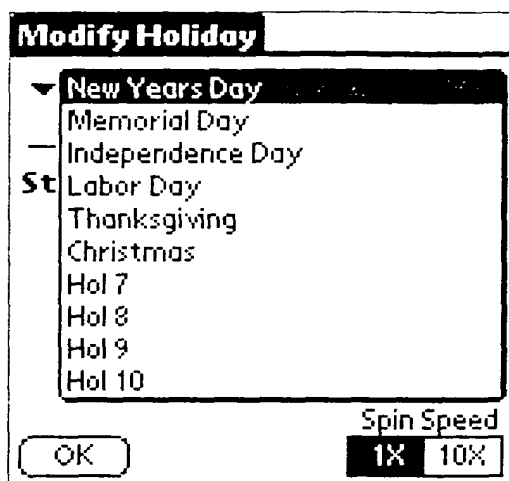 Modify Holiday
New Years Day
Memorial Day
Independence Day
St
Labor Day
Thanksgiving
Christmas
Hol 7
Hol 8
Hol 9
Hol 10
Spin Speed
OK
1X 10X